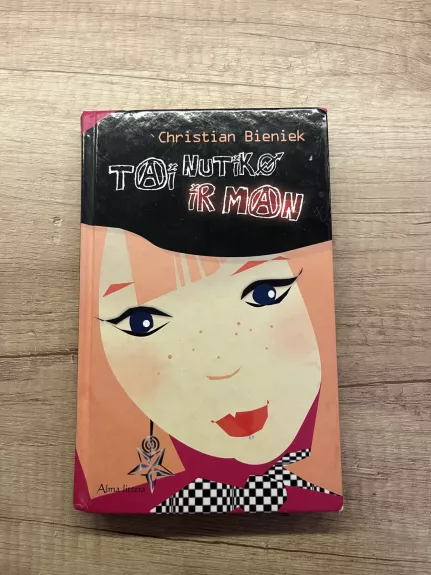 Christian Bieniek
TAi NUTiKO
iR MAN
Alma littera